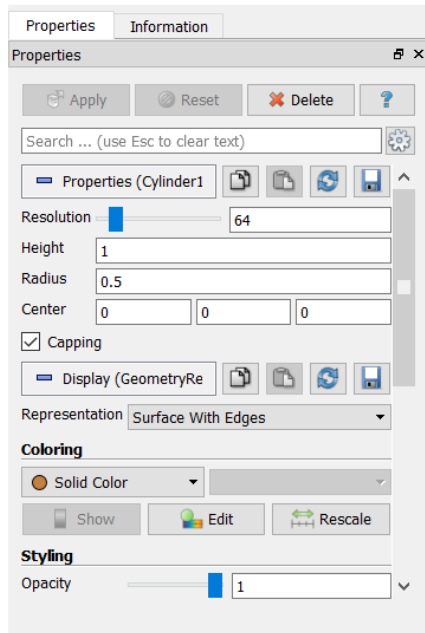 Properties Information
Properties
Apply Reset Delete ?
Search ... (use Esc to clear text)
Properties (Cylinder1
Resolution 64
Height 1
Radius 0.5
Center 0 0 0
Capping
Display (GeometryRe
Representation Surface With Edges
Coloring
Solid Color
Show Edit Rescale
Styling
Opacity 1